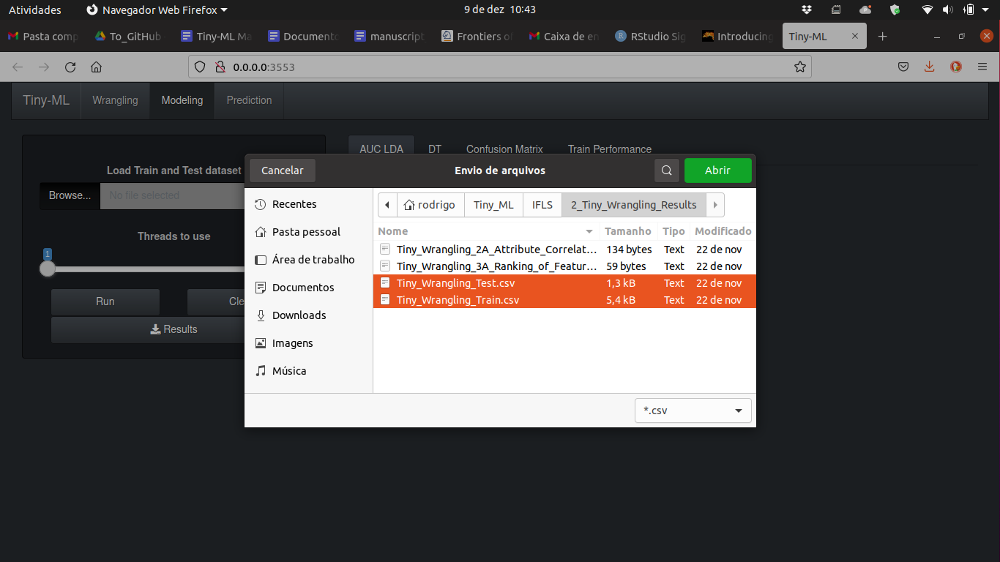 Atividades Navegador Web Firefox 9 de dez 10:43
Pasta comp To_GitHub Tiny-ML Ma Documento manuscript Frontiers of Caixa de en RStudio Sig Introducing Tiny-ML
0.0.0.0:3553
Tiny-ML Wrangling Modeling Prediction
AUC LDA DT Confusion Matrix Train Performance
Load Train and Test dataset
Browse... No file selected
Threads to use
1
Run Cle
Results
Cancelar Envio de arquivos Abrir
Recentes
Pasta pessoal
Área de trabalho
Documentos
Downloads
Imagens
Música
rodrigo Tiny_ML IFLS 2_Tiny_Wrangling_Results
Nome Tamanho Tipo Modificado
Tiny_Wrangling_2A_Attribute_Correlat... 134 bytes Text 22 de nov
Tiny_Wrangling_3A_Ranking_of_Featur... 59 bytes Text 22 de nov
Tiny_Wrangling_Test.csv 1,3 kB Text 22 de nov
Tiny_Wrangling_Train.csv 5,4 kB Text 22 de nov
*.csv